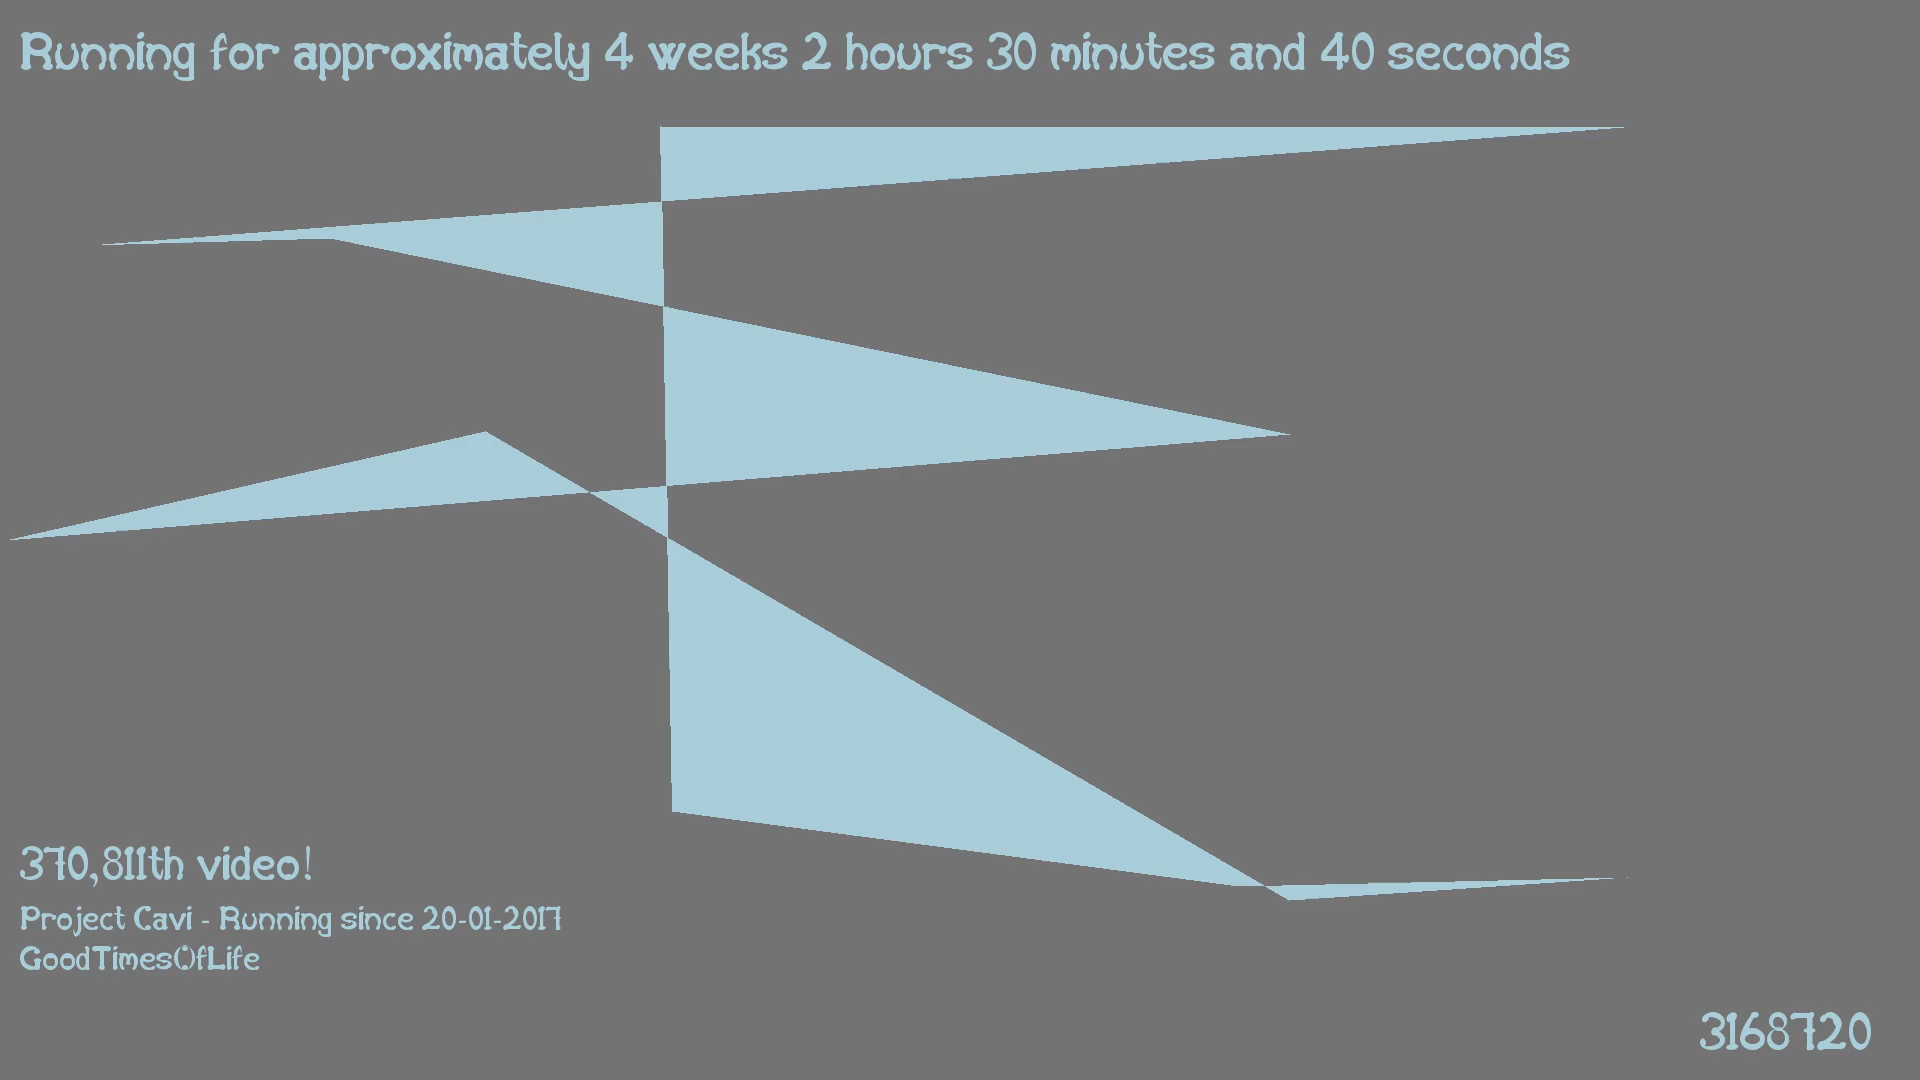 Running for approximately 4 weeks 2 hours 30 minutes and 40 seconds
370,811th video!
Project Cavi - Running since 20-01-2017
GoodTimesOfLife
3168720